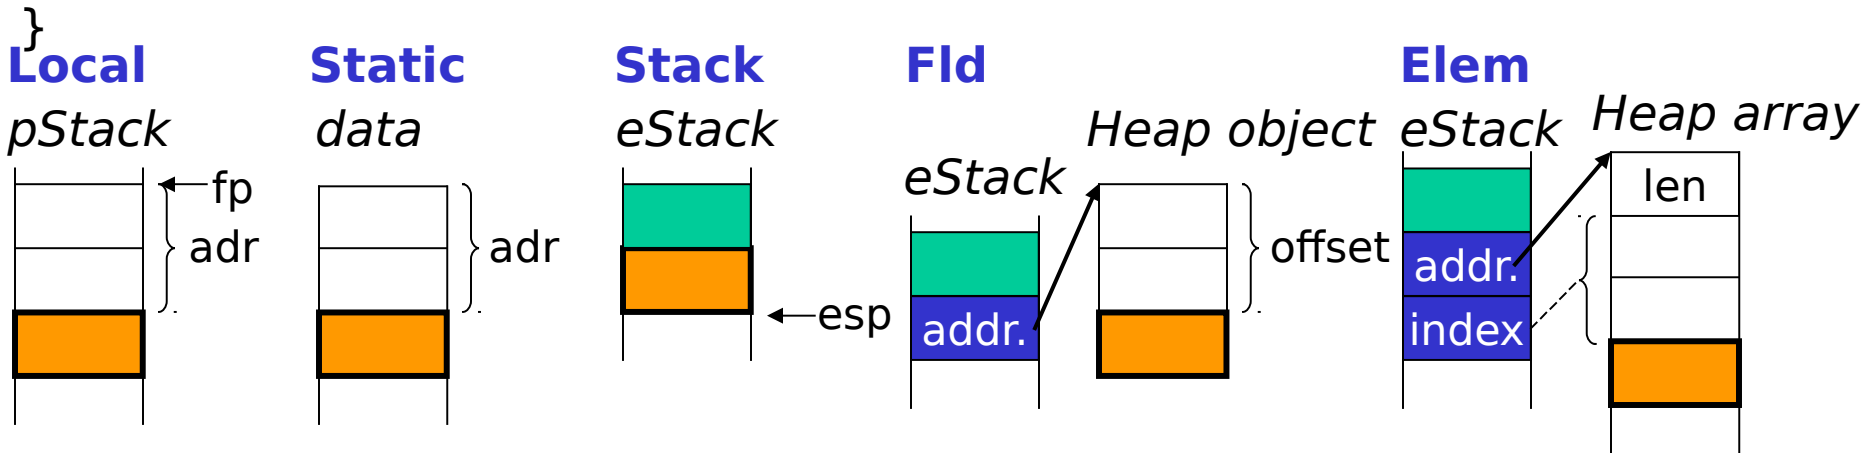 }
Local Static Stack Fld Elem
pStack data eStack Heap object eStack Heap array
eStack
fp
len
adr adr offset
addr.
esp
addr. index